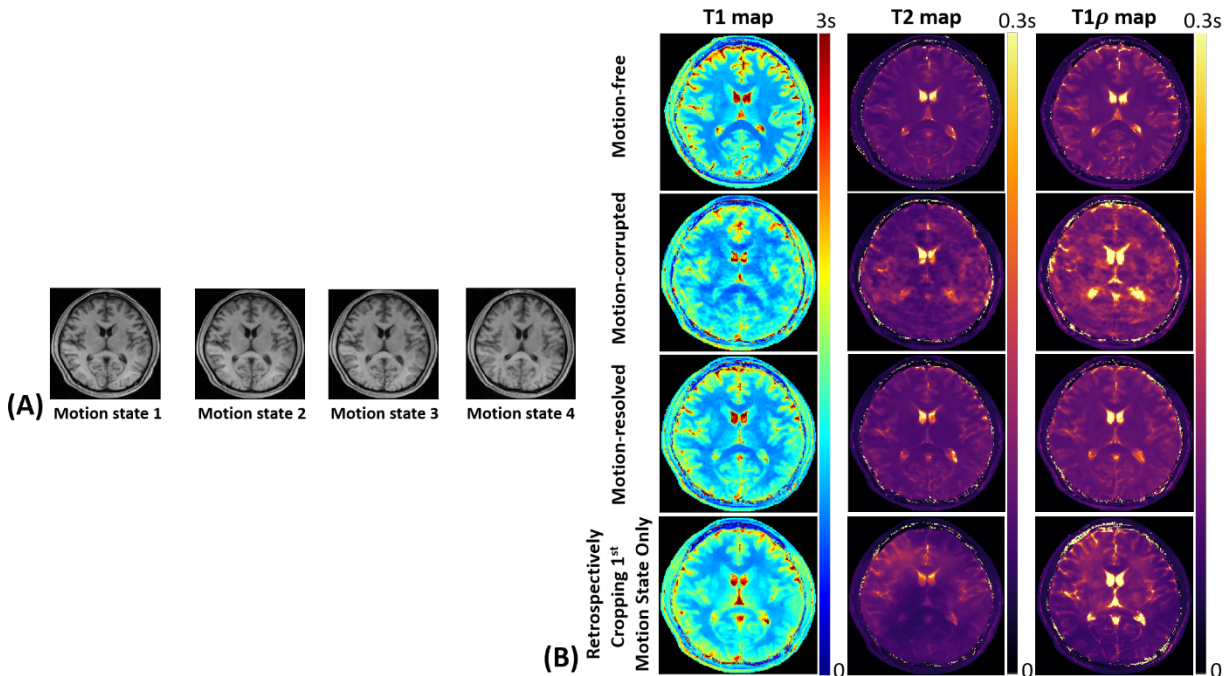 T1 map 3s T2 map 0.3s T1ρ map 0.3s
Motion-free
Motion-corrupted
Motion-resolved
Retrospectively
Cropping 1st
Motion State Only
0 0 0
(A)
Motion state 1 Motion state 2 Motion state 3 Motion state 4
(B)